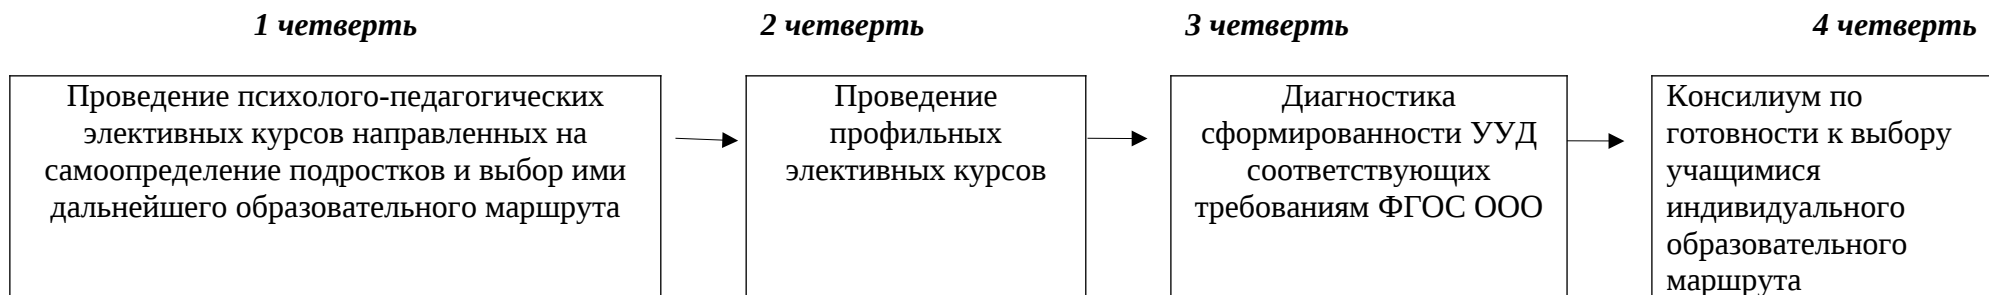 1 четверть
2 четверть
3 четверть
4 четверть
Проведение психолого-педагогических
элективных курсов направленных на
самоопределение подростков и выбор ими
дальнейшего образовательного маршрута
Проведение
профильных
элективных курсов
Диагностика
сформированности УУД
соответствующих
требованиям ФГОС ООО
Консилиум по
готовности к выбору
учащимися
индивидуального
образовательного
маршрута